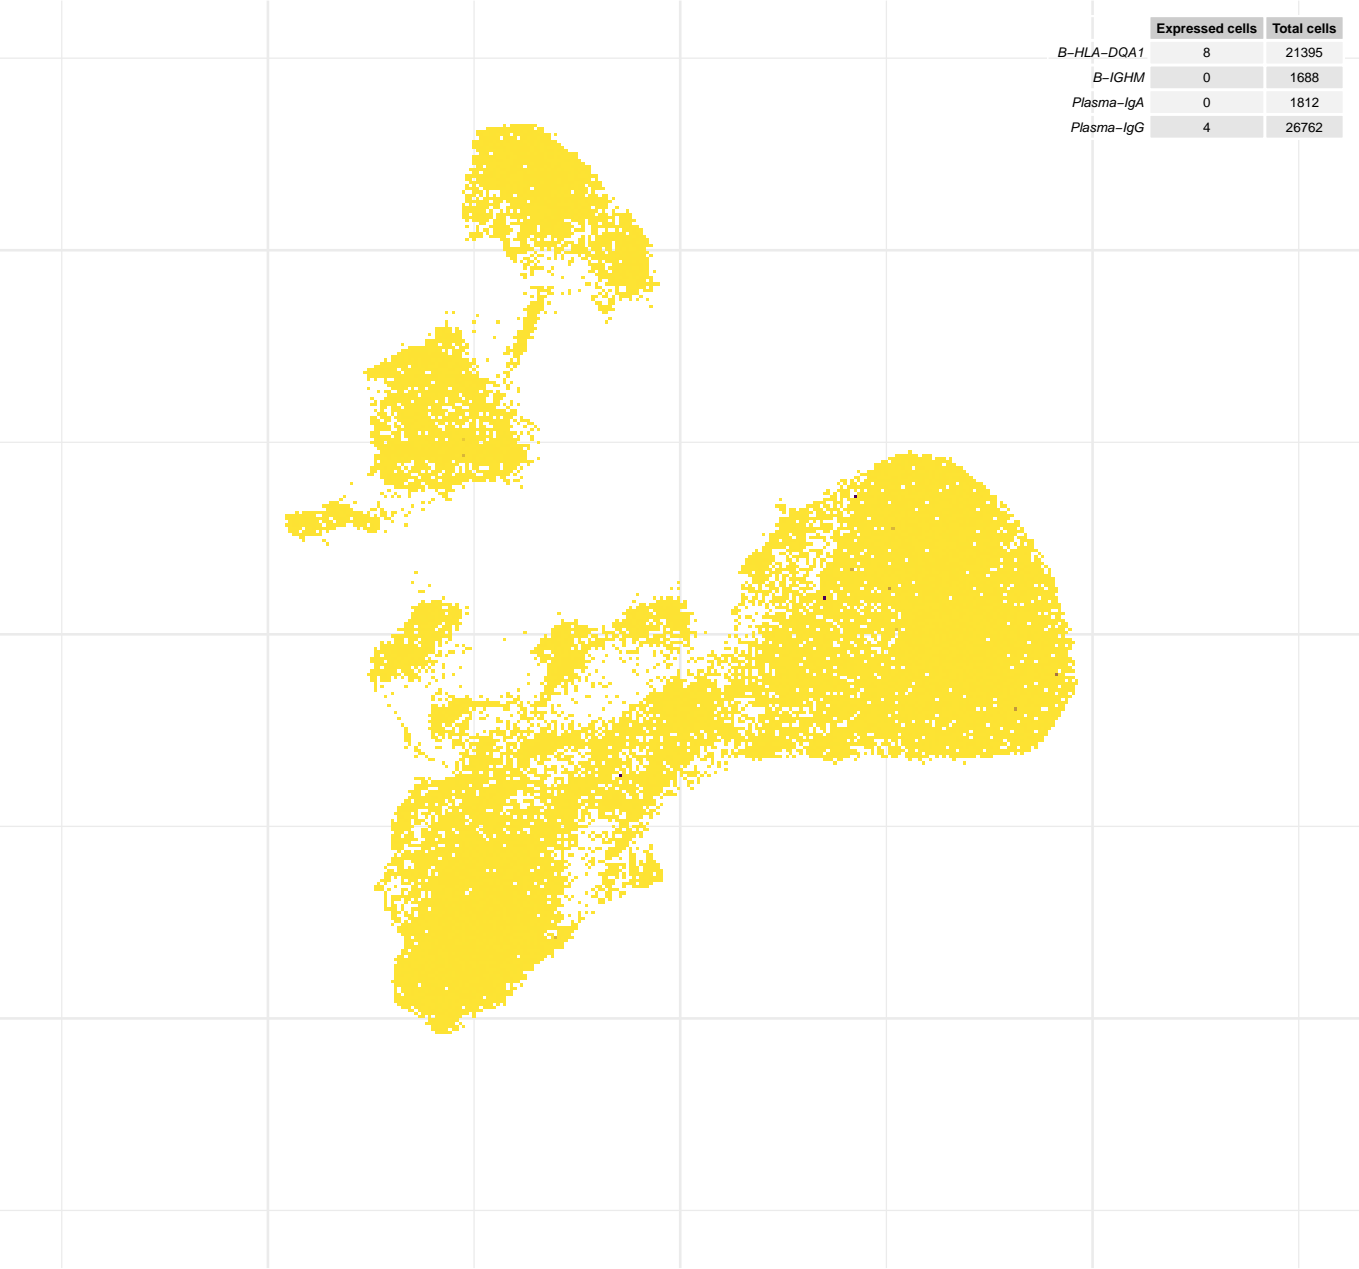 Expressed cells Total cells
B−HLA−DQA1 8 21395
B−IGHM 0 1688
Plasma−IgA 0 1812
Plasma−IgG 4 26762